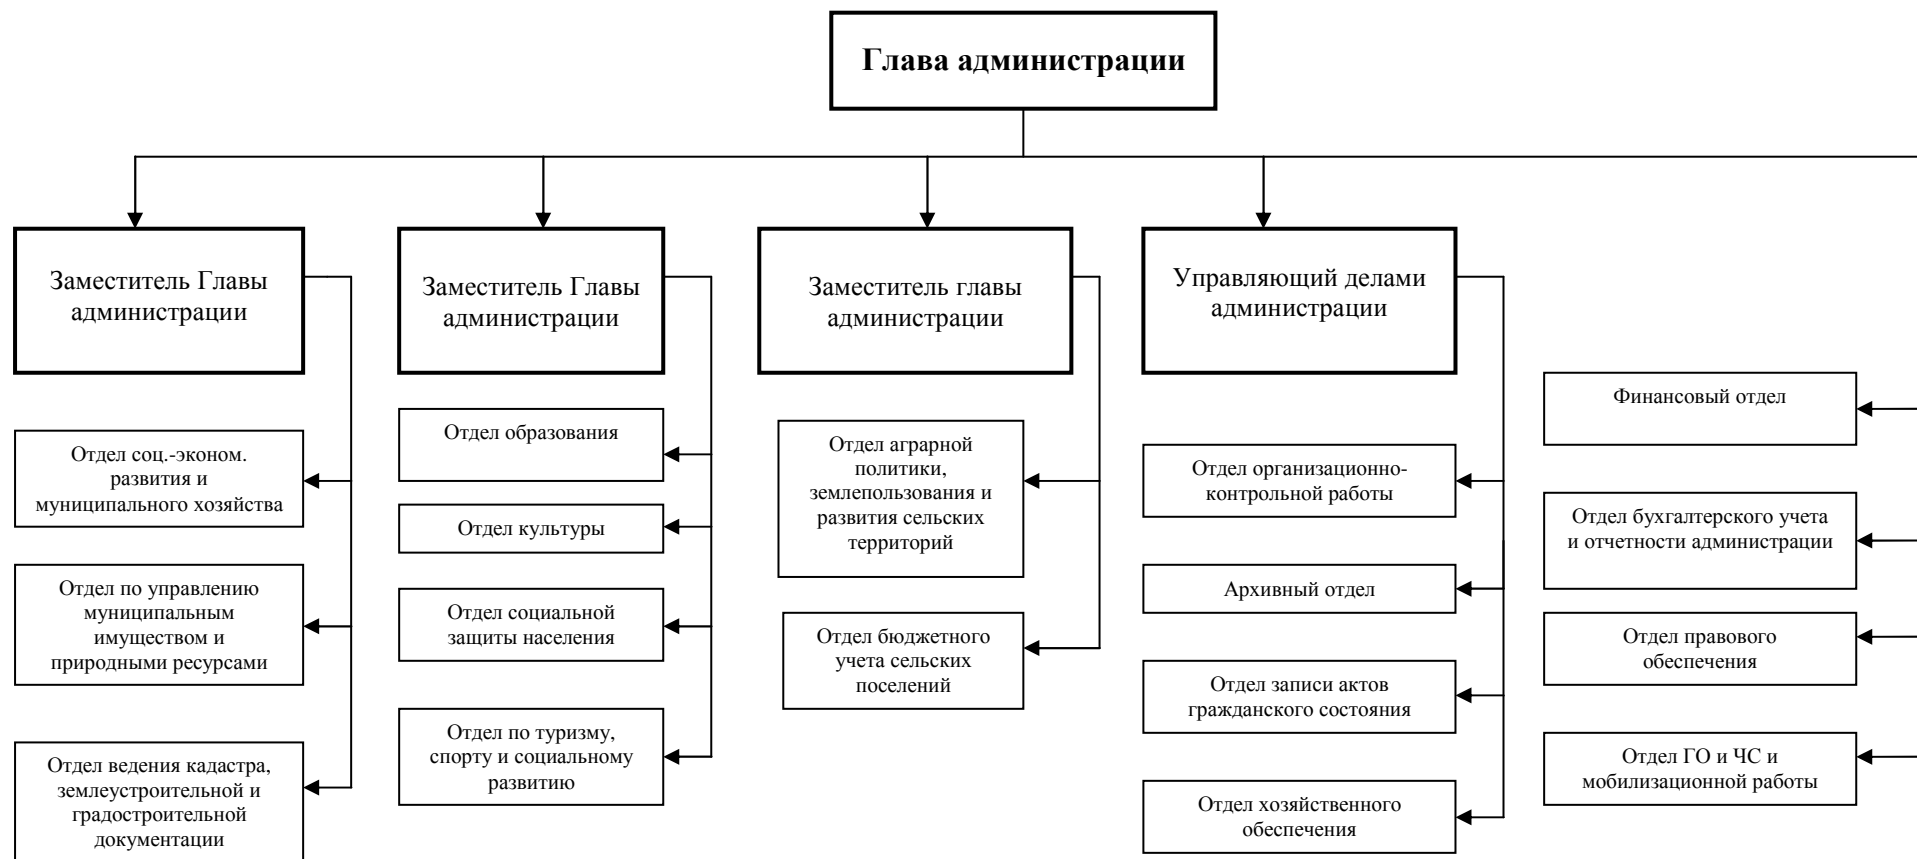 Глава администрации
Заместитель Главы
администрации
Заместитель Главы
администрации
Заместитель главы
администрации
Управляющий делами
администрации
Отдел соц.-эконом.
развития и
муниципального хозяйства
Отдел по управлению
муниципальным
имуществом и
природными ресурсами
Отдел ведения кадастра,
землеустроительной и
градостроительной
документации
Отдел образования
Отдел культуры
Отдел социальной
защиты населения
Отдел по туризму,
спорту и социальному
развитию
Отдел аграрной
политики,
землепользования и
развития сельских
территорий
Отдел бюджетного
учета сельских
поселений
Отдел организационно-
контрольной работы
Архивный отдел
Отдел записи актов
гражданского состояния
Отдел хозяйственного
обеспечения
Финансовый отдел
Отдел бухгалтерского учета
и отчетности администрации
Отдел правового
обеспечения
Отдел ГО и ЧС и
мобилизационной работы